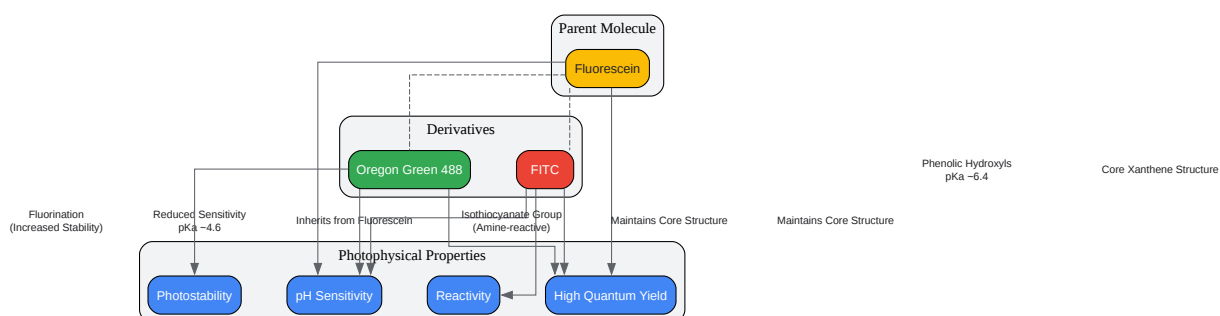 Parent Molecule
Fluorescein
Derivatives
Oregon Green 488
FITC
Phenolic Hydroxyls
pKa ~6.4
Core Xanthene Structure
Fluorination
(Increased Stability)
Reduced Sensitivity
pKa ~4.6
Inherits from Fluorescein
Isothiocyanate Group
(Amine-reactive)
Maintains Core Structure
Maintains Core Structure
Photophysical Properties
Photostability
pH Sensitivity
Reactivity
High Quantum Yield